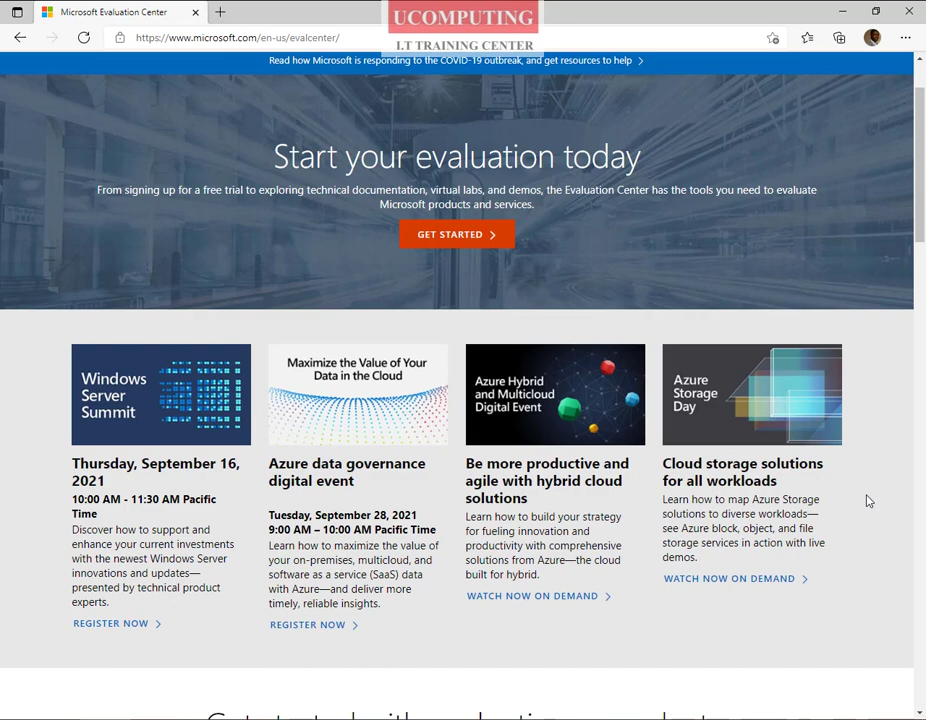 Microsoft Evaluation Center
UCOMPUTING
I.T TRAINING CENTER
https://www.microsoft.com/en-us/evalcenter/
Read how Microsoft is responding to the COVID-19 outbreak, and get resources to help
Start your evaluation today
From signing up for a free trial to exploring technical documentation, virtual labs, and demos, the Evaluation Center has the tools you need to evaluate
Microsoft products and services.
GET STARTED
Windows
Server
Summit
Thursday, September 16,
2021
10:00 AM - 11:30 AM Pacific
Time
Discover how to support and
enhance your current investments
with the newest Windows Server
innovations and updates—
presented by technical product
experts.
REGISTER NOW
Maximize the Value of Your
Data in the Cloud
Azure data governance
digital event
Tuesday, September 28, 2021
9:00 AM – 10:00 AM Pacific Time
Learn how to maximize the value of
your on-premises, multicloud, and
software as a service (SaaS) data
with Azure—and deliver more
timely, reliable insights.
REGISTER NOW
Azure Hybrid
and Multicloud
Digital Event
Be more productive and
agile with hybrid cloud
solutions
Learn how to build your strategy
for fueling innovation and
productivity with comprehensive
solutions from Azure—the cloud
built for hybrid.
WATCH NOW ON DEMAND
Azure
Storage
Day
Cloud storage solutions
for all workloads
Learn how to map Azure Storage
solutions to diverse workloads—
see Azure block, object, and file
storage services in action with live
demos.
WATCH NOW ON DEMAND